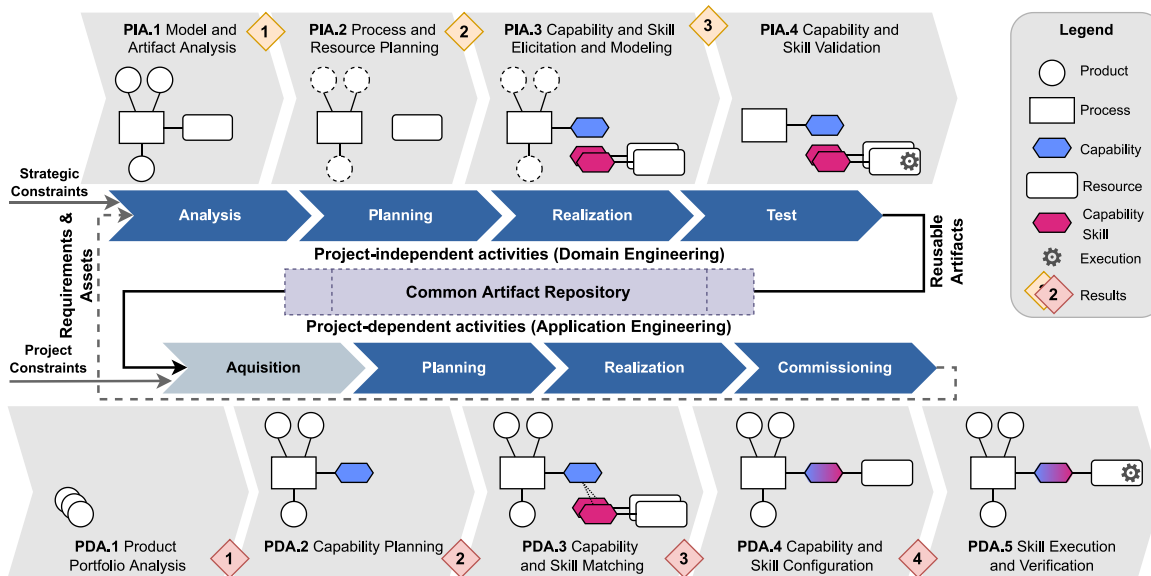 PIA.1 Model and
Artifact Analysis
1
PIA.2 Process and
Resource Planning
2
PIA.3 Capability and Skill
Elicitation and Modeling
3
PIA.4 Capability and
Skill Validation
Legend
Product
Process
Capability
Resource
Capability
Skill
Execution
2
Results
Strategic
Constraints
Requirements &
Assets
Analysis
Planning
Realization
Test
Project-independent activities (Domain Engineering)
Common Artifact Repository
Reusable
Artifacts
Project-dependent activities (Application Engineering)
Project
Constraints
Aquisition
Planning
Realization
Commissioning
PDA.1 Product
Portfolio Analysis
1
PDA.2 Capability Planning
2
PDA.3 Capability
and Skill Matching
3
PDA.4 Capability and
Skill Configuration
4
PDA.5 Skill Execution
and Verification